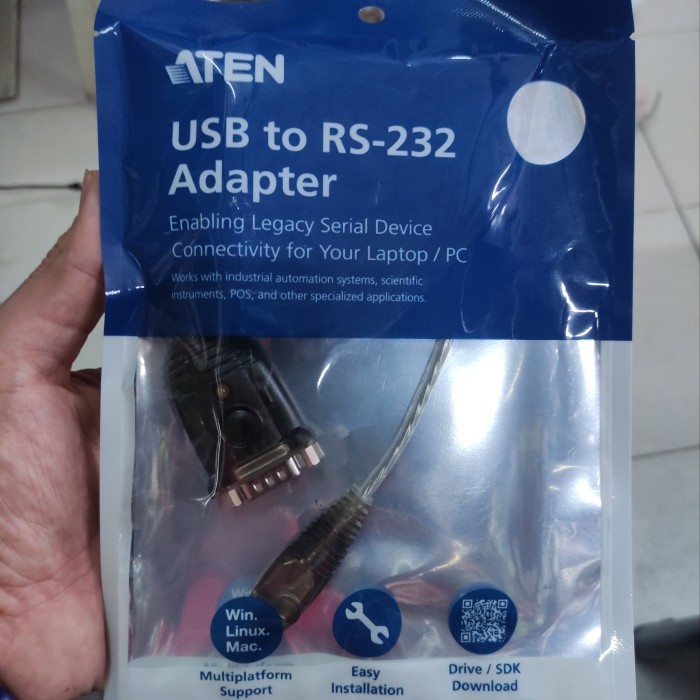 ATEN
USB to RS-232
Adapter
Enabling Legacy Serial Device
Connectivity for Your Laptop / PC
Works with industrial automation systems, scientific
instruments, POS, and other specialized applications.
Win.
Linux.
Mac.
Multiplatform
Support
Easy
Installation
Drive / SDK
Download